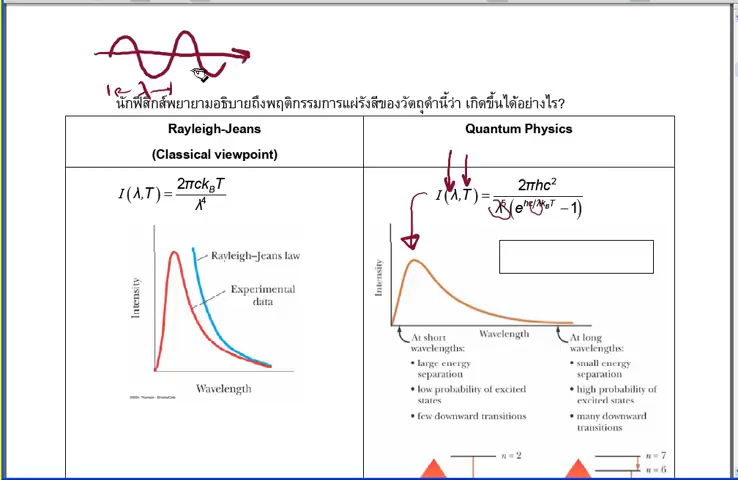 λ
นักฟิสิกส์พยายามอธิบายถึงพฤติกรรมการแผ่รังสีของวัตถุดำนี้ว่า เกิดขึ้นได้อย่างไร?
Rayleigh-Jeans
(Classical viewpoint)
I(λ,T) = 2πck_BT / λ^4
Intensity
Rayleigh–Jeans law
Experimental
data
Wavelength
Quantum Physics
I(λ,T) = 2πhc^2 / λ^5(e^{hc/λk_BT} − 1)
Intensity
Wavelength
At short
wavelengths:
• large energy
separation
• low probability of excited
states
• few downward transitions
At long
wavelengths:
• small energy
separation
• high probability of
excited states
• many downward
transitions
n = 2
n = 7
n = 6